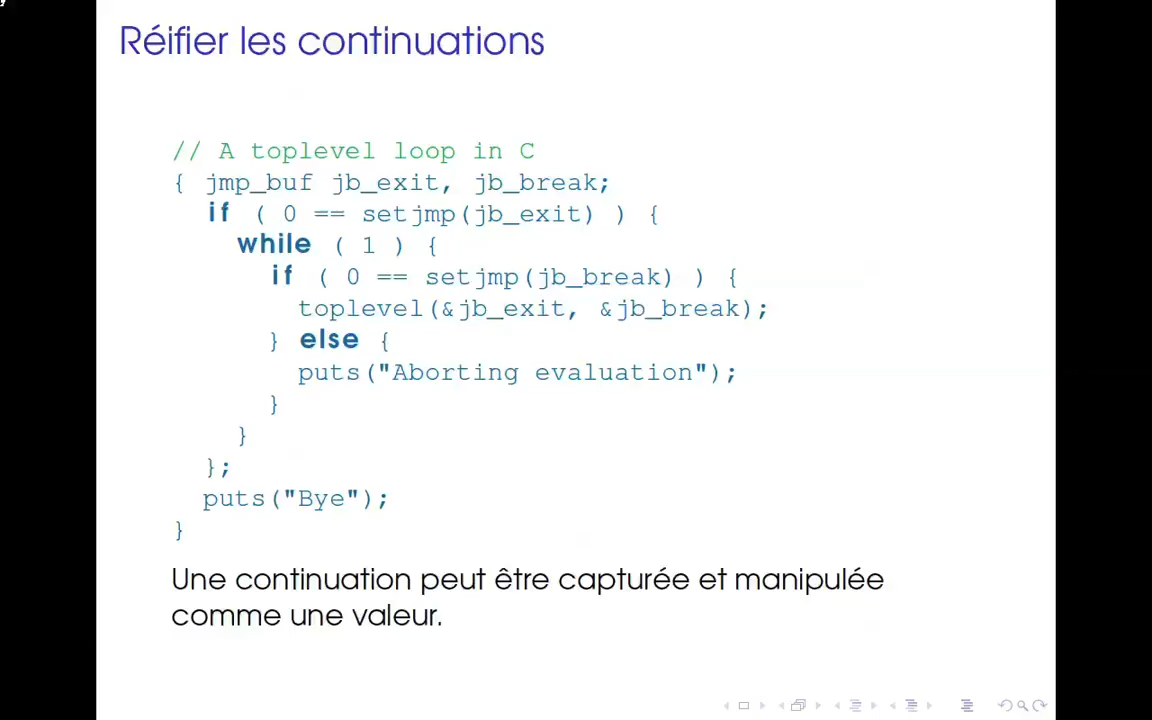 Réifier les continuations
// A toplevel loop in C
{ jmp_buf jb_exit, jb_break;
if ( 0 == setjmp(jb_exit) ) {
while ( 1 ) {
if ( 0 == setjmp(jb_break) ) {
toplevel(&jb_exit, &jb_break);
} else {
puts("Aborting evaluation");
}
}
};
puts("Bye");
}
Une continuation peut être capturée et manipulée
comme une valeur.